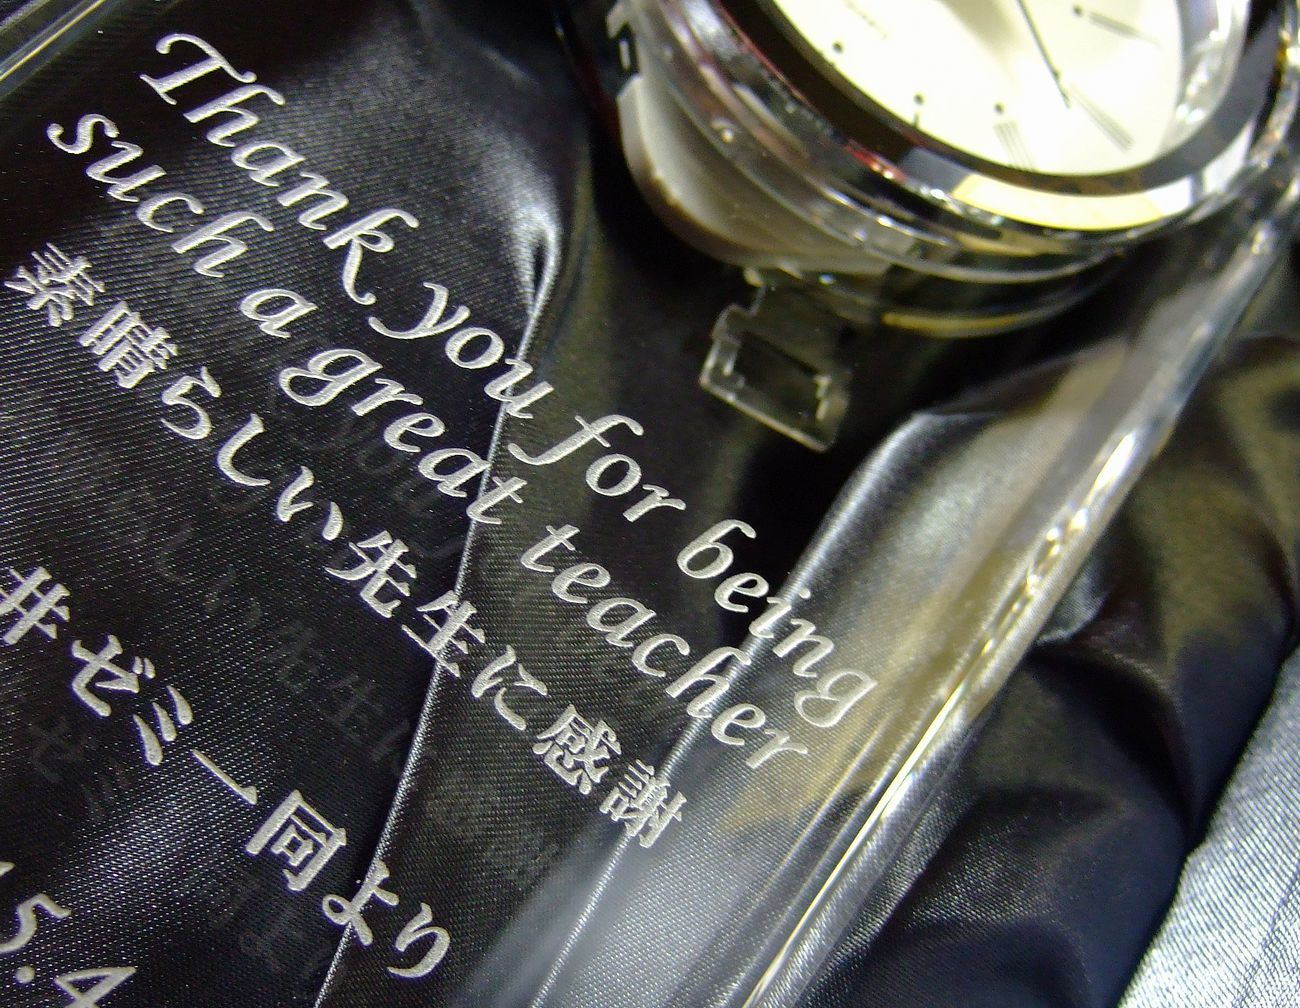 Thank you for being
such a great teacher
素晴らしい先生に感謝
井ゼミ一同より
15.4